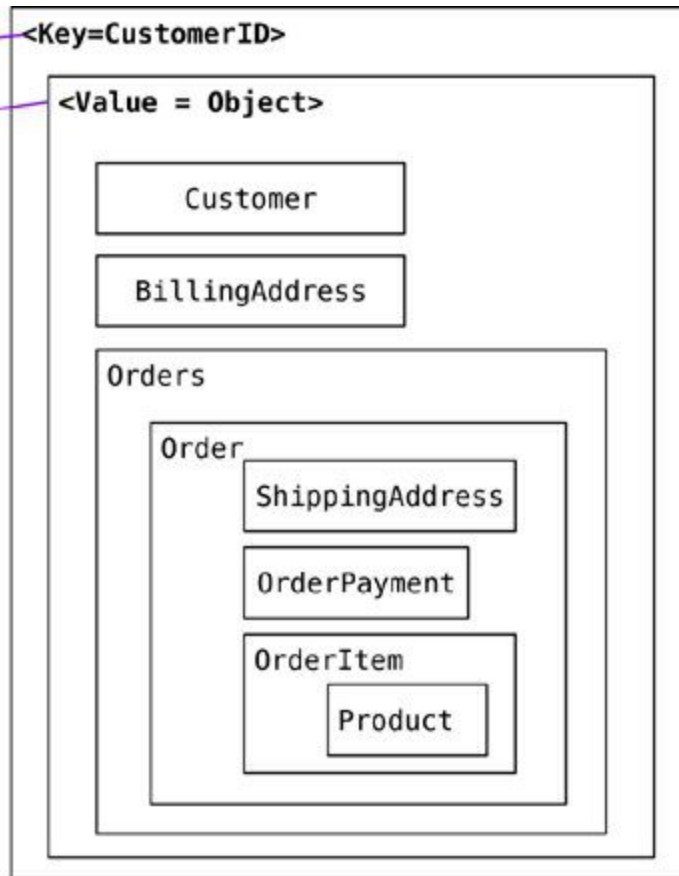 <Key=CustomerID>
<Value = Object>
Customer
BillingAddress
Orders
Order
ShippingAddress
OrderPayment
OrderItem
Product